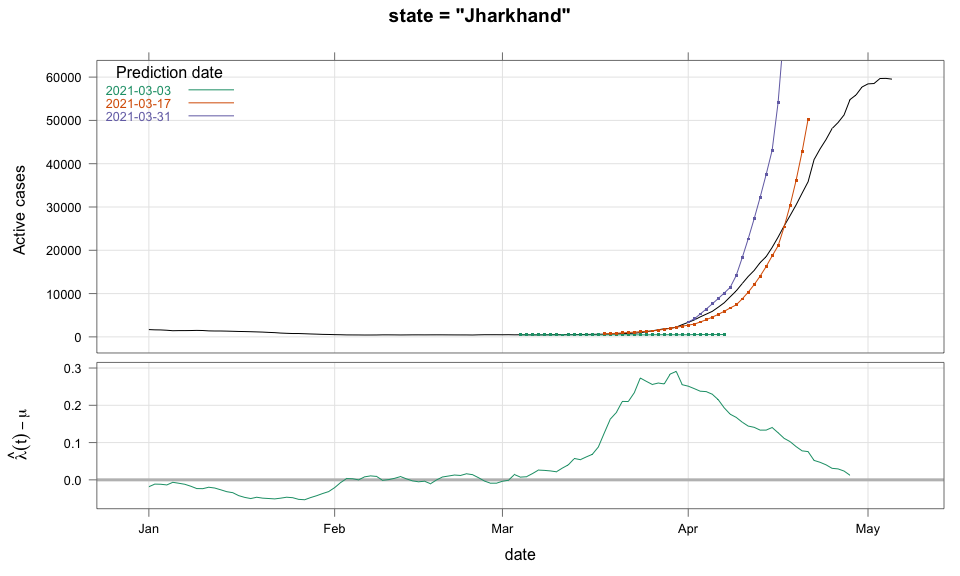 state = "Jharkhand"
Prediction date
2021-03-03
2021-03-17
2021-03-31
60000
50000
40000
30000
20000
10000
0
Active cases
0.3
0.2
0.1
0.0
λ̂(t) − μ
Jan Feb Mar Apr May
date